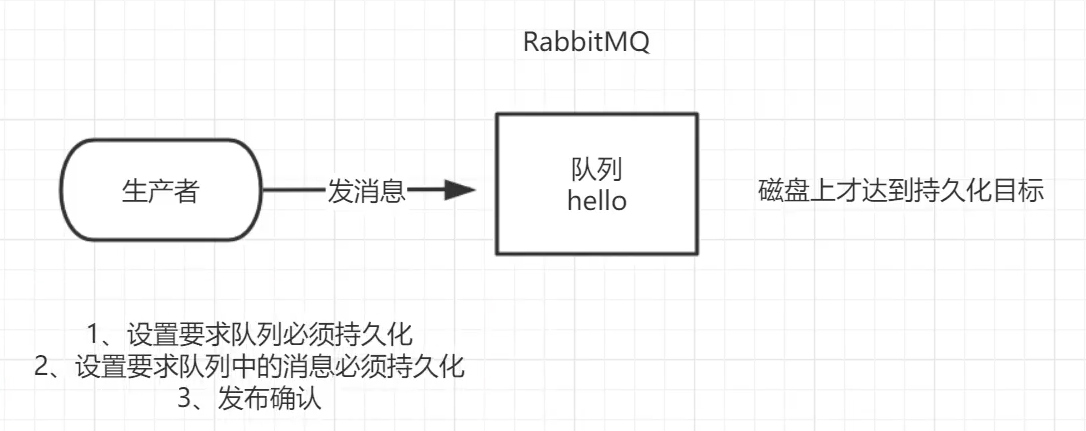 RabbitMQ
生产者
发消息
队列
hello
磁盘上才达到持久化目标
1、设置要求队列必须持久化
2、设置要求队列中的消息必须持久化
3、发布确认